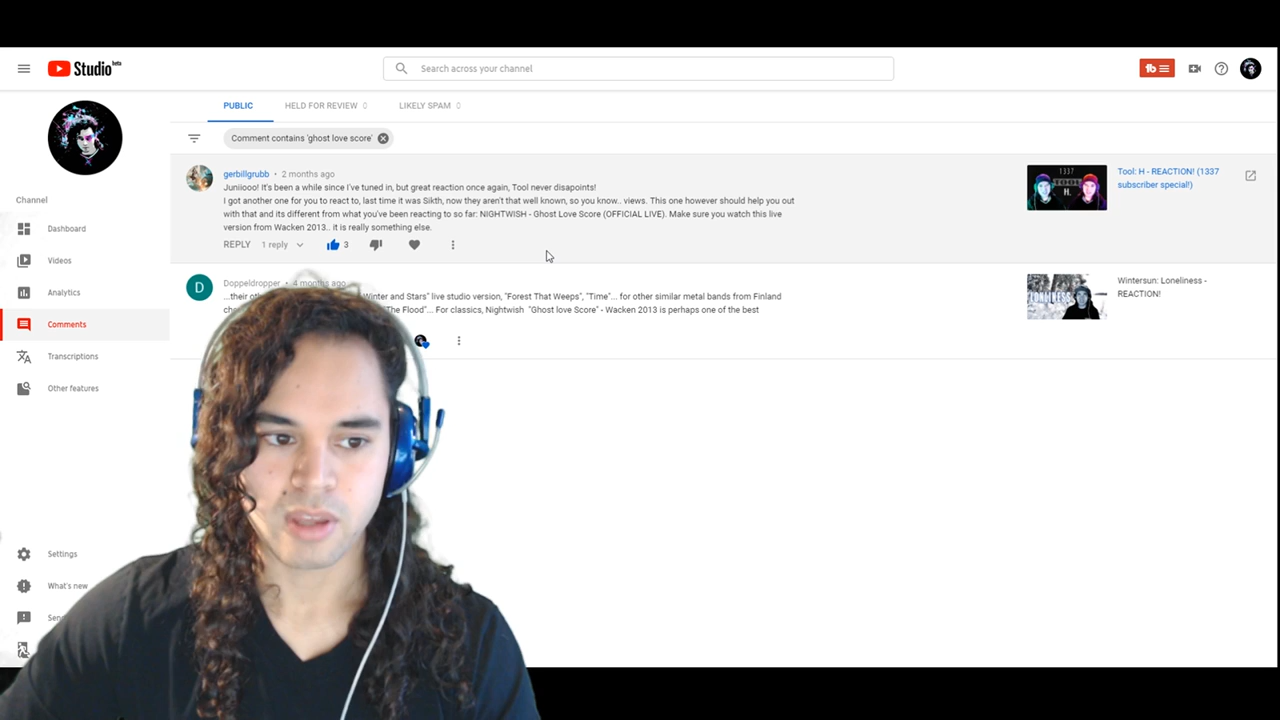 Studio beta
Search across your channel
PUBLIC
HELD FOR REVIEW 0
LIKELY SPAM 0
Comment contains 'ghost love score'
gerbillgrubb • 2 months ago
Juniiooo! It's been a while since I've tuned in, but great reaction once again, Tool never disapoints!
I got another one for you to react to, last time it was Sikth, now they aren't that well known, so you know.. views. This one however should help you out
with that and its different from what you've been reacting to so far: NIGHTWISH - Ghost Love Score (OFFICIAL LIVE). Make sure you watch this live
version from Wacken 2013.. it is really something else.
REPLY 1 reply 3
1337
TOOL
H.
Tool: H - REACTION! (1337
subscriber special!)
D
Doppeldropper • 4 months ago
...their Winter and Stars" live studio version, "Forest That Weeps", "Time"... for other similar metal bands from Finland
The Flood"... For classics, Nightwish "Ghost love Score" - Wacken 2013 is perhaps one of the best
LONELINESS
Wintersun: Loneliness -
REACTION!
Channel
Dashboard
Videos
Analytics
Comments
Transcriptions
Other features
Settings
What's new